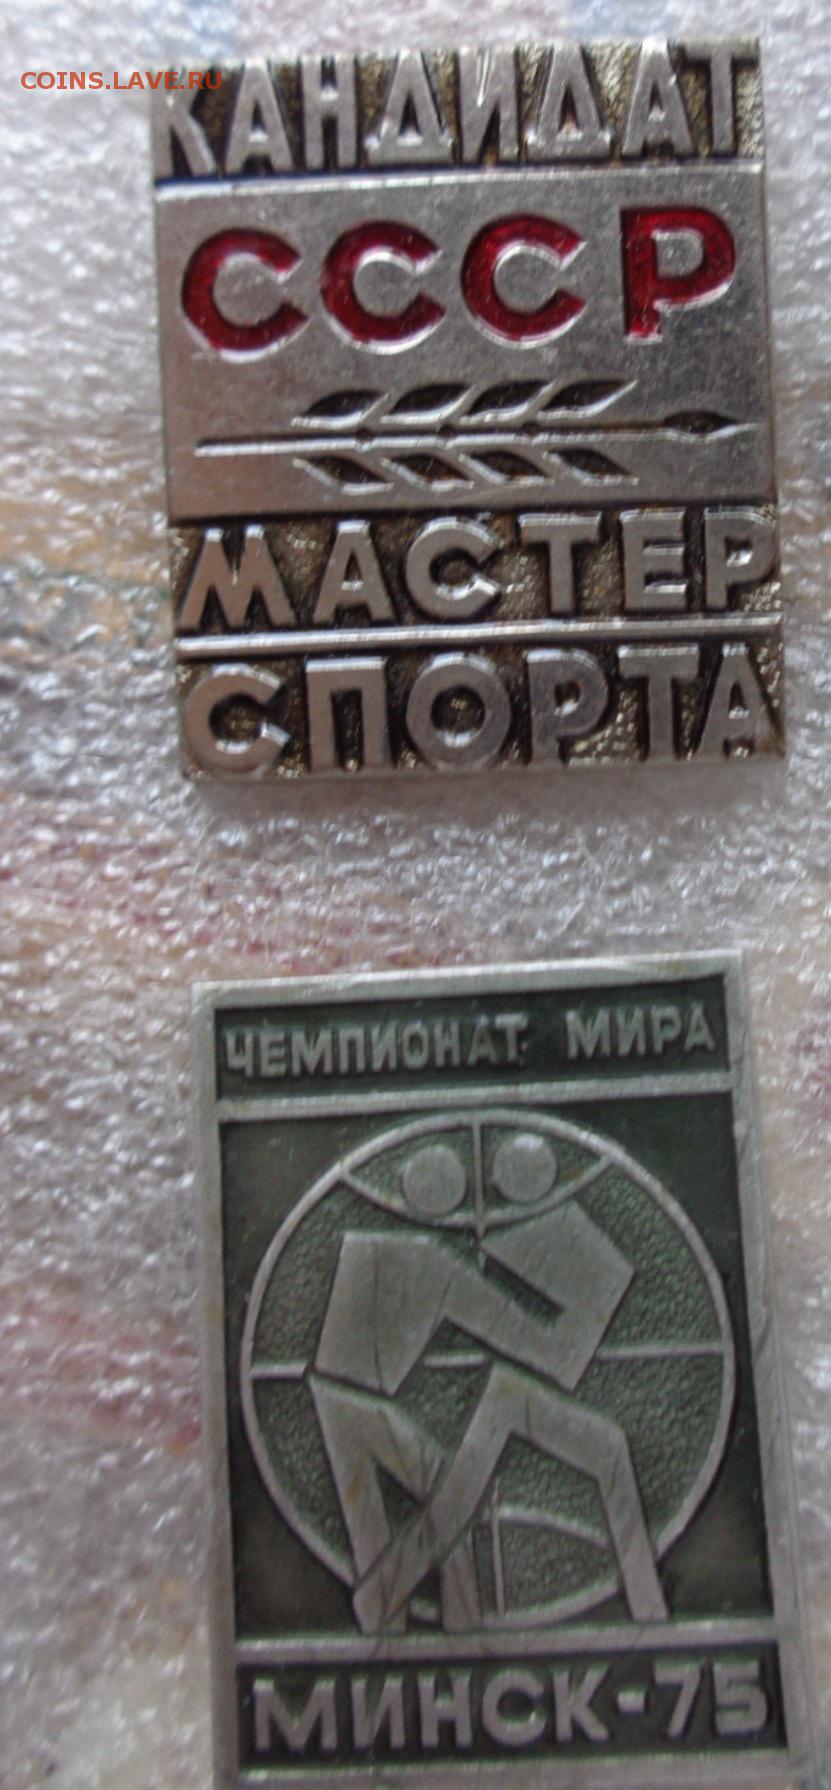 COINS.LAVE.RU
КАНДИДАТ
СССР
МАСТЕР
СПОРТА
ЧЕМПИОНАТ МИРА
МИНСК-75